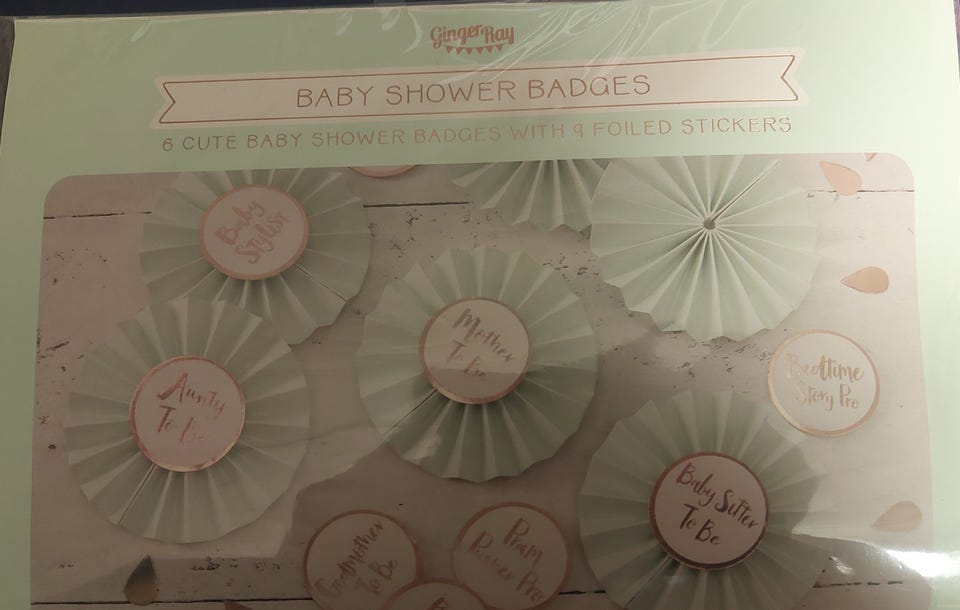 Ginger Ray
BABY SHOWER BADGES
6 CUTE BABY SHOWER BADGES WITH 9 FOILED STICKERS
Baby
Stylist
Mother
To Be
Aunty
To Be
Bedtime
Story Pro
Baby Sitter
To Be
Godmother
To Be
Pram
Pro